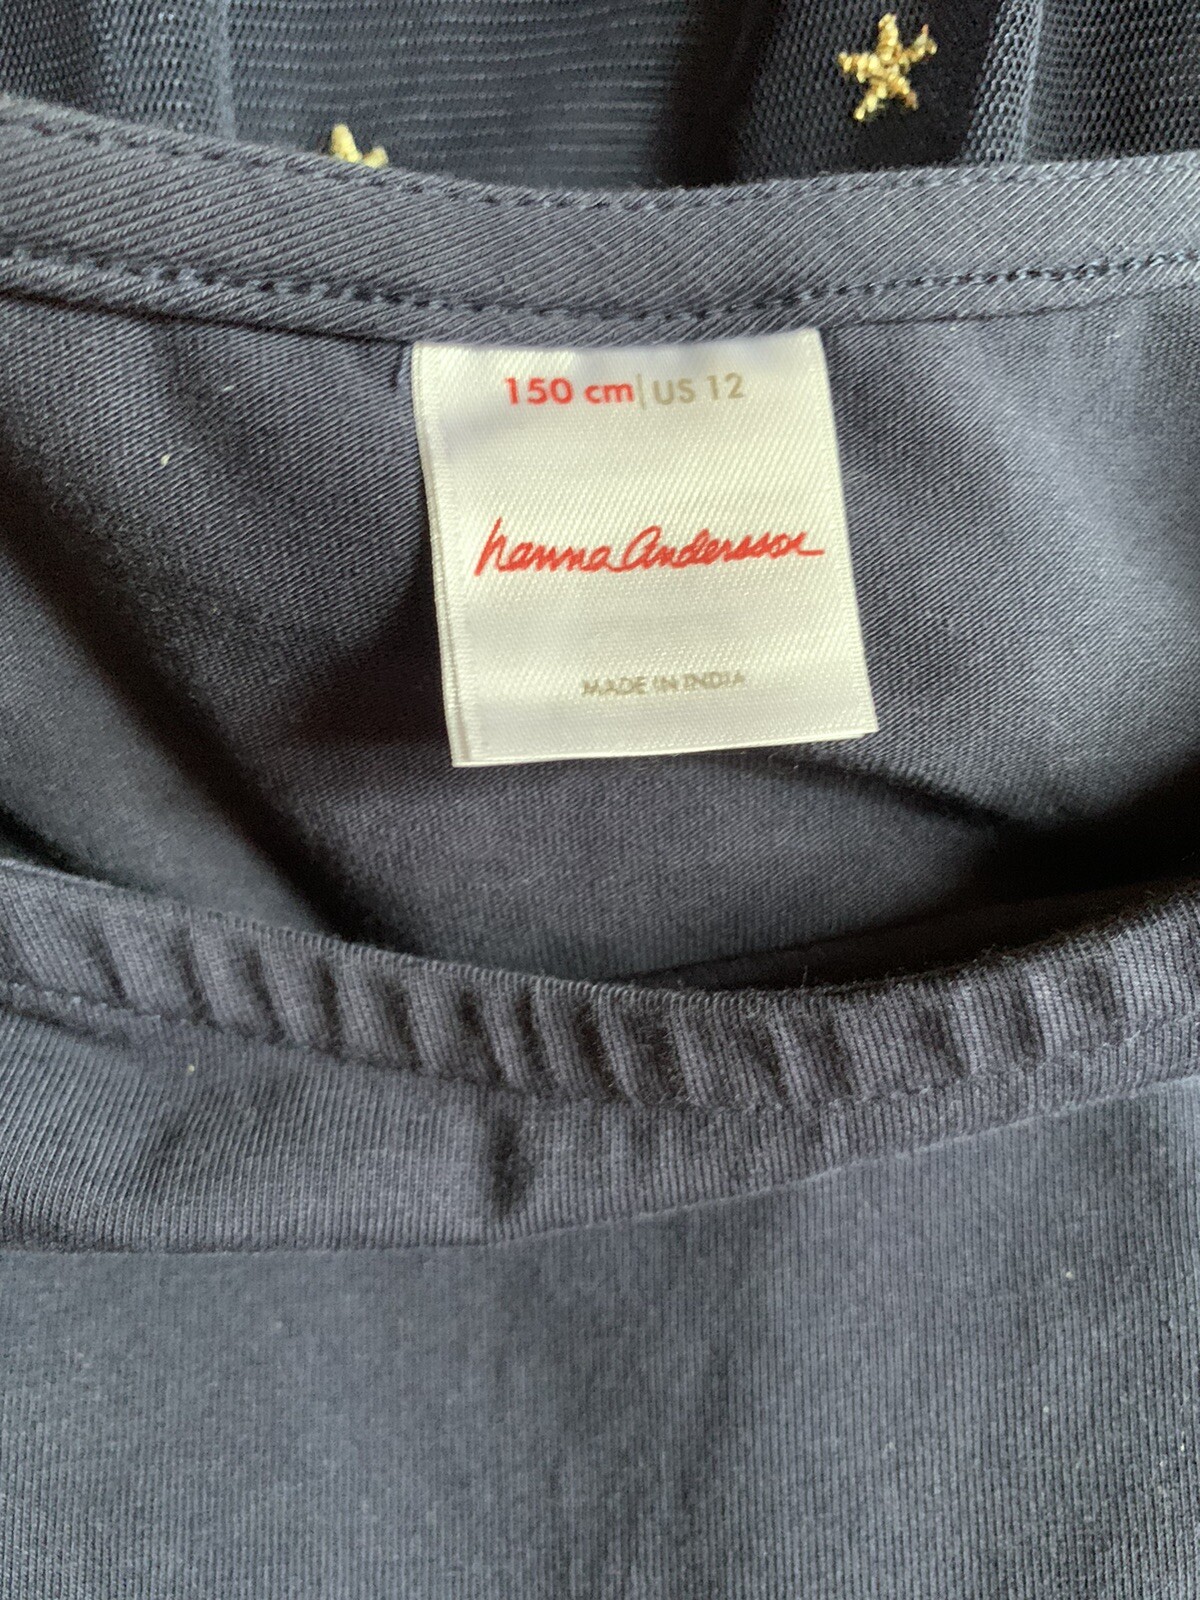 150 cm | US 12
hanna Andersson
MADE IN INDIA